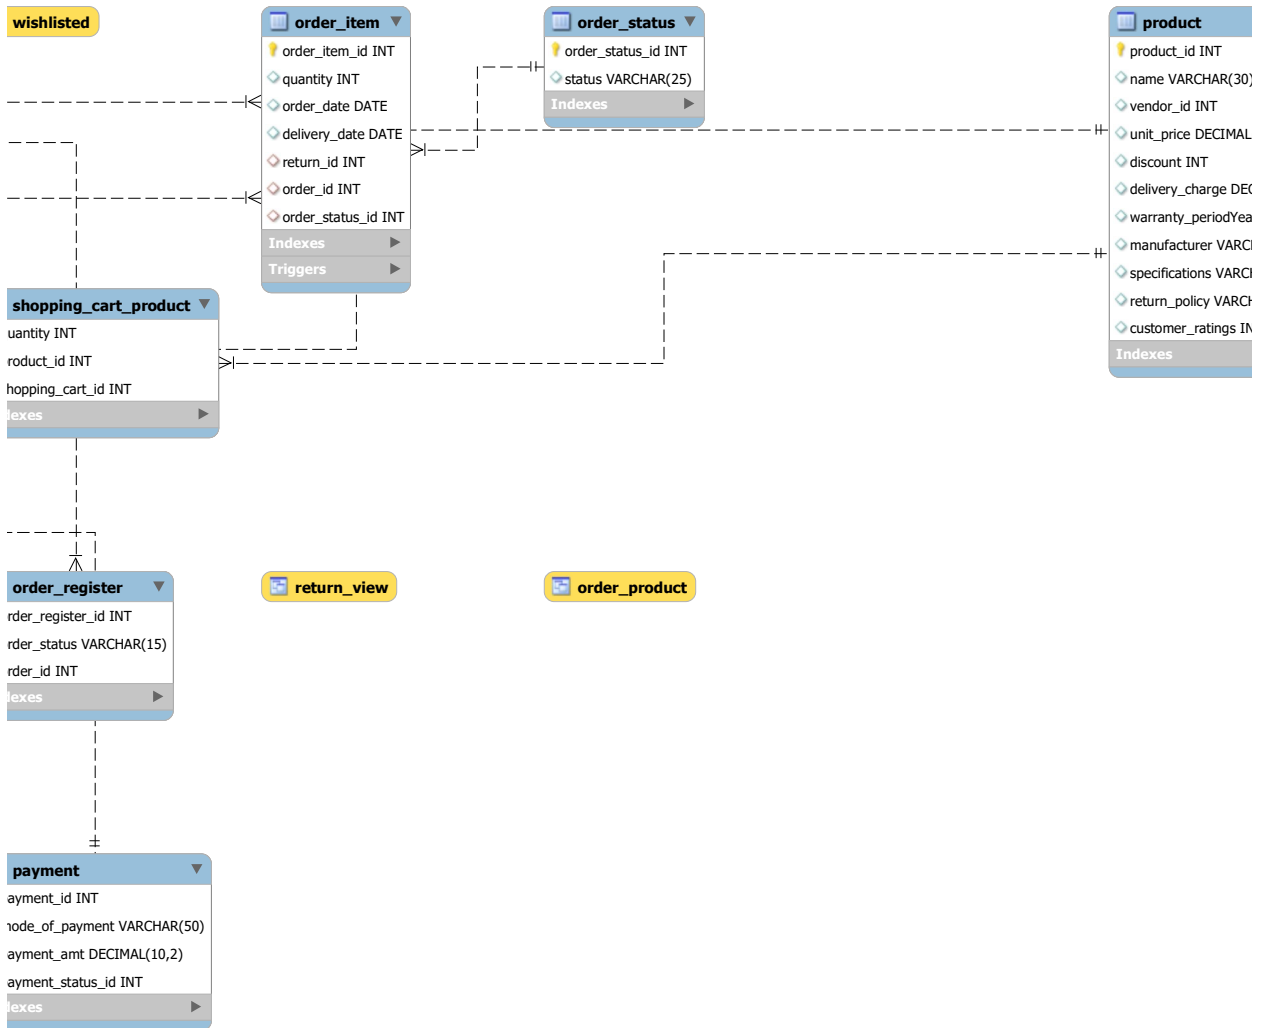 wishlisted
order_item
order_item_id INT
quantity INT
order_date DATE
delivery_date DATE
return_id INT
order_id INT
order_status_id INT
Indexes
Triggers
order_status
order_status_id INT
status VARCHAR(25)
Indexes
product
product_id INT
name VARCHAR(30)
vendor_id INT
unit_price DECIMAL
discount INT
delivery_charge
warranty_periodYea
manufacturer VARC
specifications VARC
return_policy VARC
customer_ratings
Indexes
shopping_cart_product
uantity INT
roduct_id INT
hopping_cart_id INT
dexes
order_register
rder_register_id INT
rder_status VARCHAR(15)
rder_id INT
dexes
return_view
order_product
payment
ayment_id INT
node_of_payment VARCHAR(50)
ayment_amt DECIMAL(10,2)
ayment_status_id INT
dexes